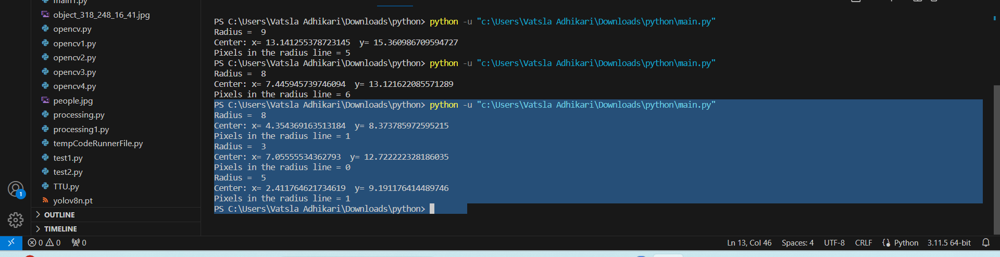 main1.py
object_318_248_16_41.jpg
opencv.py
opencv1.py
opencv2.py
opencv3.py
opencv4.py
people.jpg
processing.py
processing1.py
tempCodeRunnerFile.py
test1.py
test2.py
TTU.py
yolov8n.pt
OUTLINE
TIMELINE
1
PS C:\Users\Vatsla Adhikari\Downloads\python> python -u "c:\Users\Vatsla Adhikari\Downloads\python\main.py"
Radius =  9
Center: x= 13.141255378723145  y= 15.360986709594727
Pixels in the radius line = 5
PS C:\Users\Vatsla Adhikari\Downloads\python> python -u "c:\Users\Vatsla Adhikari\Downloads\python\main.py"
Radius =  8
Center: x= 7.445945739746094  y= 13.121622085571289
Pixels in the radius line = 6
PS C:\Users\Vatsla Adhikari\Downloads\python> python -u "c:\Users\Vatsla Adhikari\Downloads\python\main.py"
Radius =  8
Center: x= 4.354369163513184  y= 8.373785972595215
Pixels in the radius line = 1
Radius =  3
Center: x= 7.05555534362793  y= 12.722222328186035
Pixels in the radius line = 0
Radius =  5
Center: x= 2.411764621734619  y= 9.191176414489746
Pixels in the radius line = 1
PS C:\Users\Vatsla Adhikari\Downloads\python>
0 0 0 Ln 13, Col 46 Spaces: 4 UTF-8 CRLF Python 3.11.5 64-bit